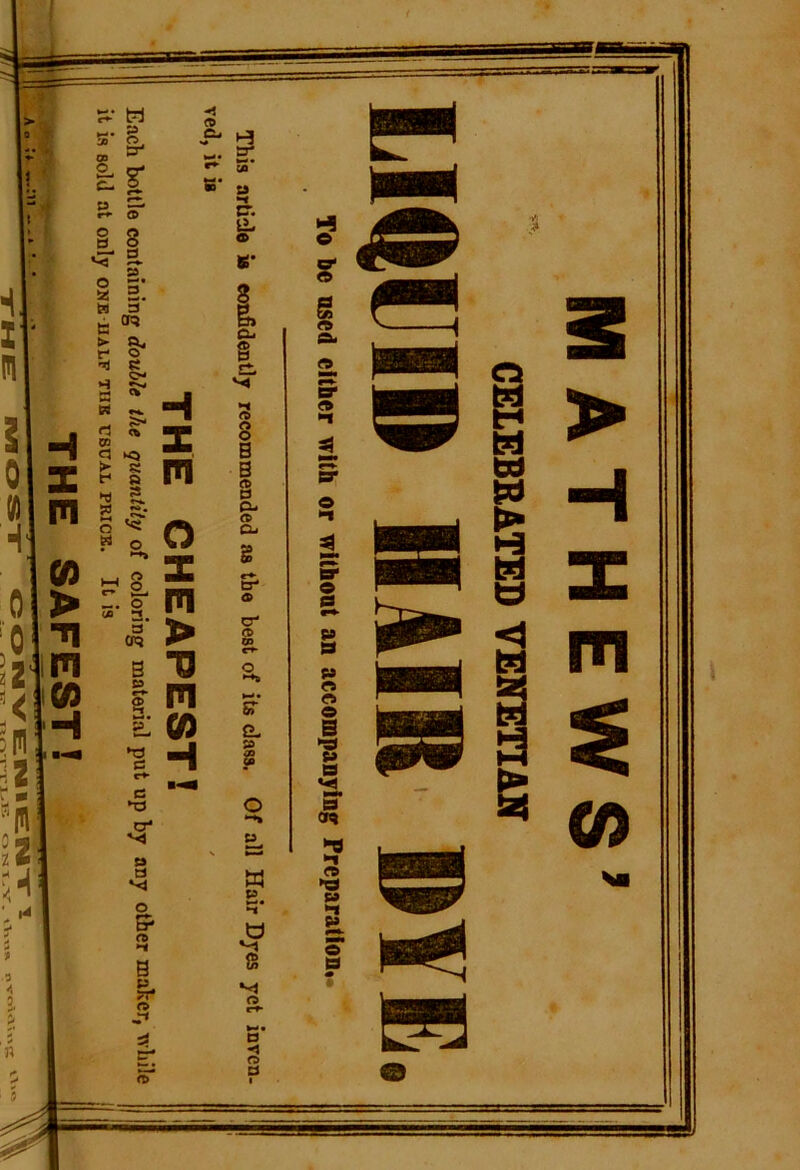 MATHEWS'
CELEBRATED VENETIAN
LIQUID HAIR DYE.
To be used either with or without an accompanying Preparation.
This article is confidently recommended as the best of its class. Of all Hair Dyes yet inven-
ved, it is
THE CHEAPEST!
Each bottle containing double the quantity of coloring material put up by any other maker, while
it is sold at only ONE-HALF THE USUAL PRICE. It is
THE SAFEST!
THE MOST CONVENIENT!